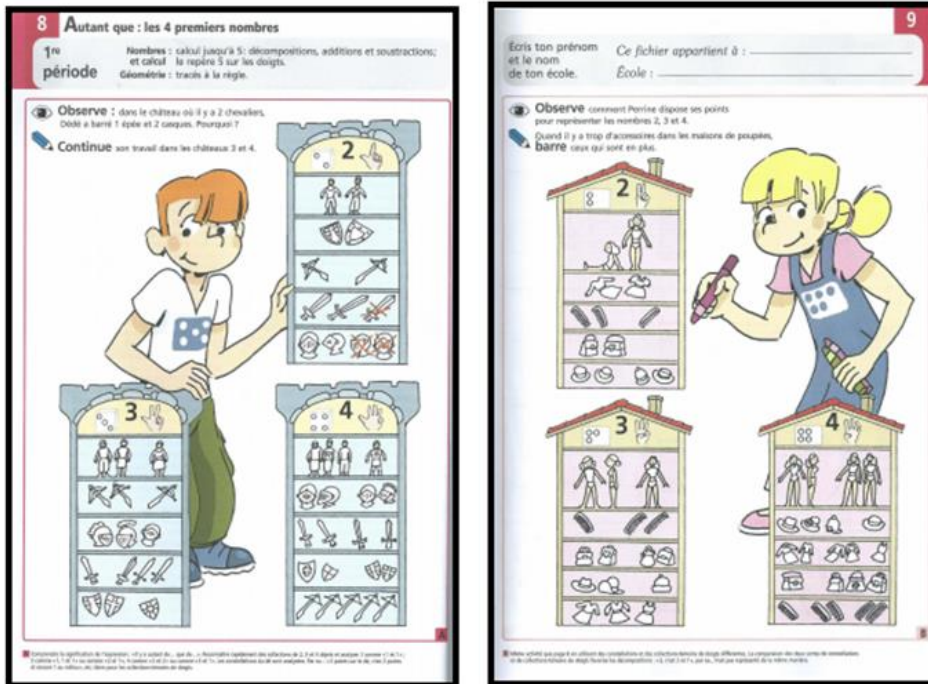 8
Autant que : les 4 premiers nombres
1re
période
Nombres : calcul jusqu'à 5: décompositions, additions et soustractions;
et calcul le repère 5 sur les doigts.
Géométrie : tracés à la règle.
Observe : dans le château où il y a 2 chevaliers,
Dédé a barré 1 épée et 2 casques. Pourquoi ?
Continue son travail dans les châteaux 3 et 4.
2
3
4
A
9
Écris ton prénom
et le nom
de ton école.
Ce fichier appartient à :
École :
Observe comment Perrine dispose ses points
pour représenter les nombres 2, 3 et 4.
Quand il y a trop d'accessoires dans les maisons de poupées,
barre ceux qui sont en plus.
2
3
4
B